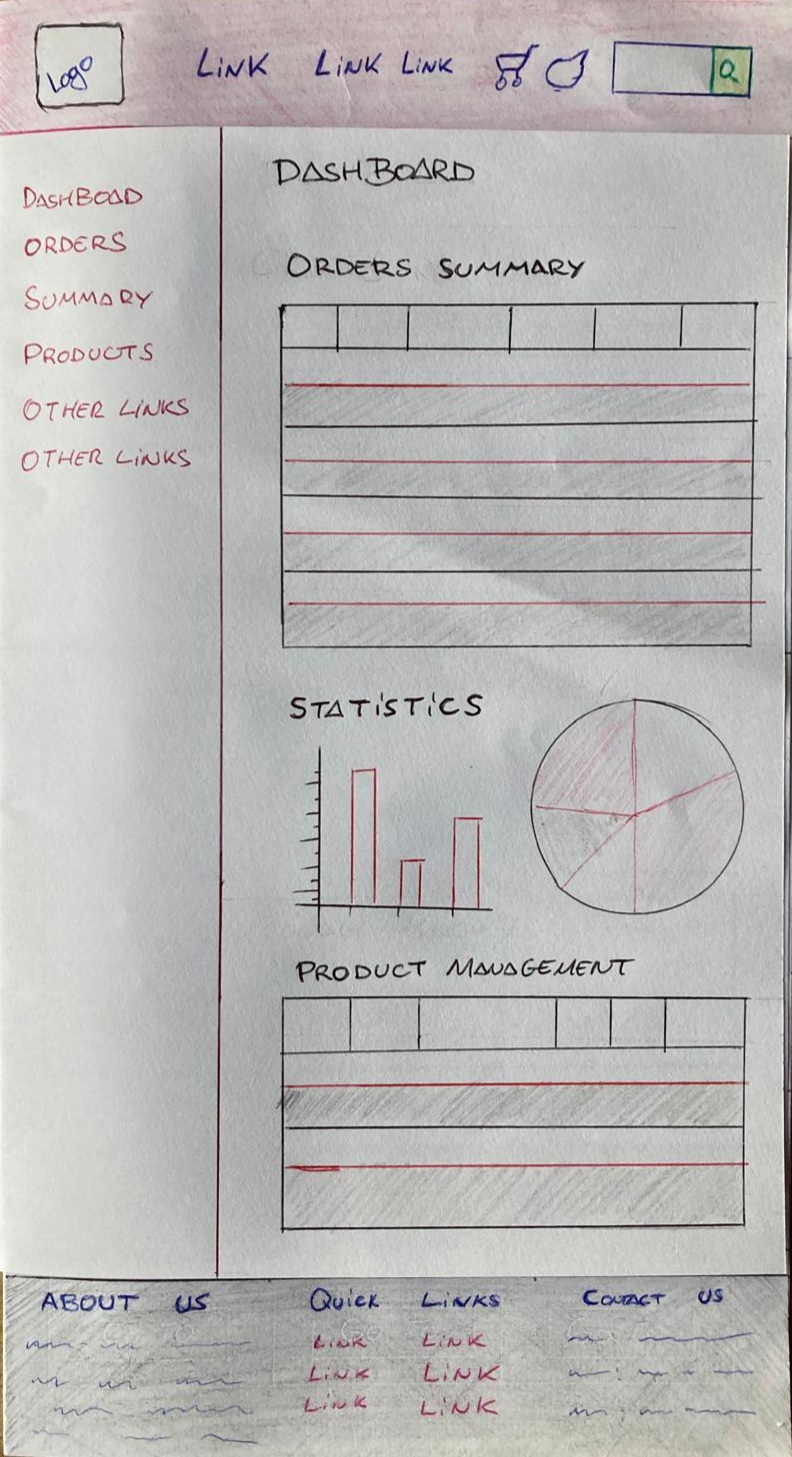 Logo
LiNK LiNK LiNK
DASHBOAD
ORDERS
SUMMARY
PRODUCTS
OTHER LiNKS
OTHER LiNKS
DASHBOARD
ORDERS SUMMARY
STATiSTiCS
PRODUCT MANAGEMENT
ABOUT US
Quick LiNKS
LiNK LiNK
LiNK LiNK
LiNK LiNK
CONTACT US